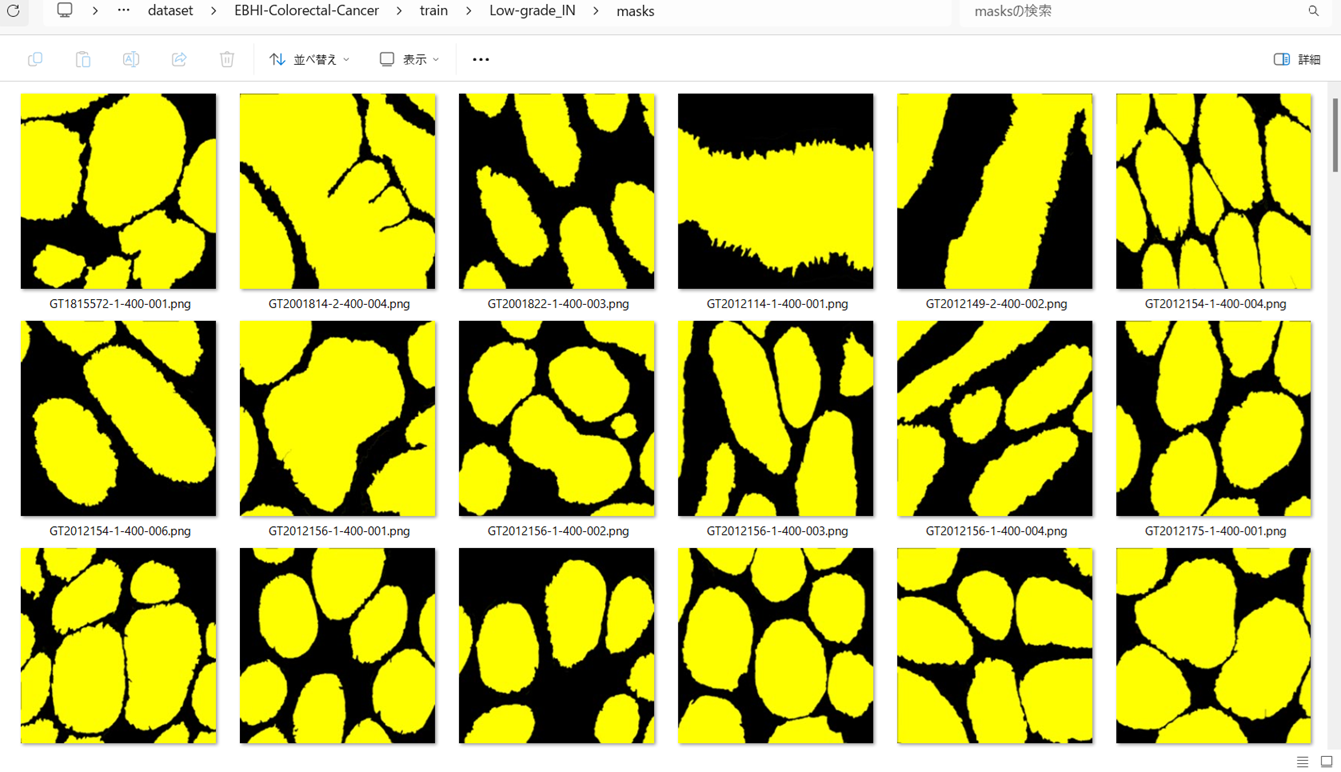 dataset > EBHI-Colorectal-Cancer > train > Low-grade_IN > masks
masksの検索
並べ替え
表示
詳細
GT1815572-1-400-001.png
GT2001814-2-400-004.png
GT2001822-1-400-003.png
GT2012114-1-400-001.png
GT2012149-2-400-002.png
GT2012154-1-400-004.png
GT2012154-1-400-006.png
GT2012156-1-400-001.png
GT2012156-1-400-002.png
GT2012156-1-400-003.png
GT2012156-1-400-004.png
GT2012175-1-400-001.png